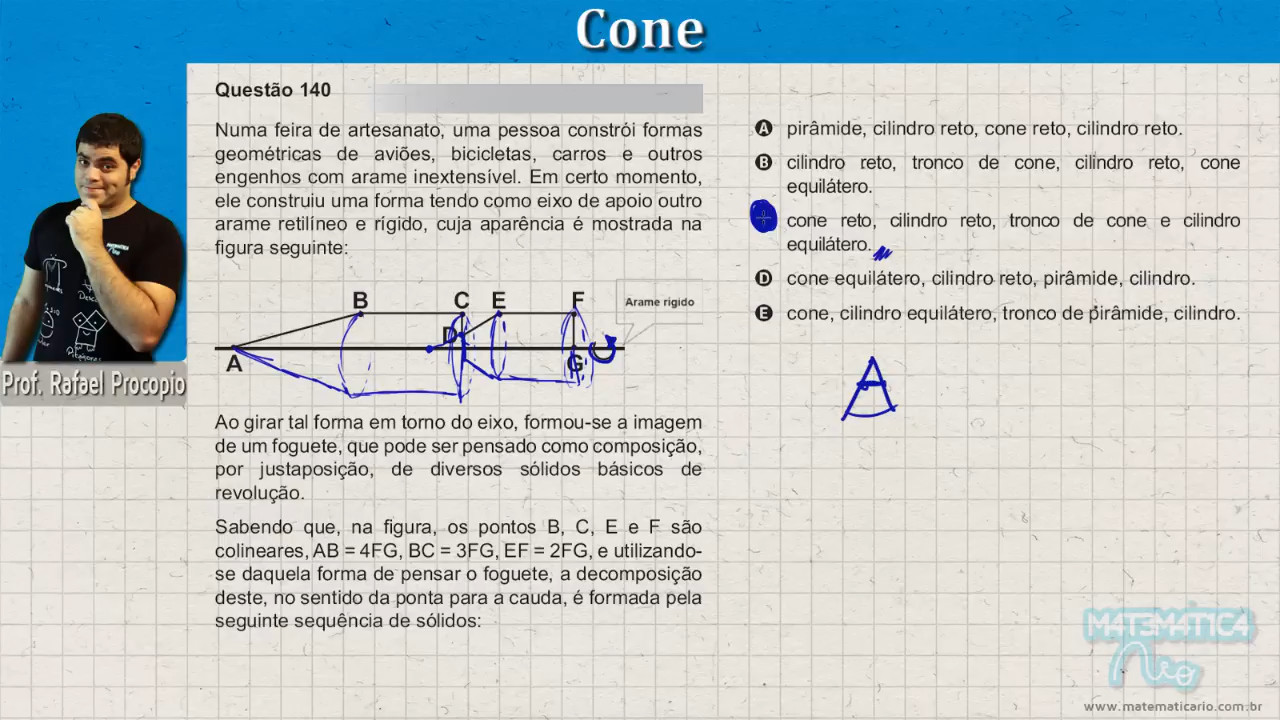 Cone
Questão 140
Numa feira de artesanato, uma pessoa constrói formas
geométricas de aviões, bicicletas, carros e outros
engenhos com arame inextensível. Em certo momento,
ele construiu uma forma tendo como eixo de apoio outro
arame retilíneo e rígido, cuja aparência é mostrada na
figura seguinte:
B C E F
Arame rigido
D
A G
Ao girar tal forma em torno do eixo, formou-se a imagem
de um foguete, que pode ser pensado como composição,
por justaposição, de diversos sólidos básicos de
revolução.
Sabendo que, na figura, os pontos B, C, E e F são
colineares, AB = 4FG, BC = 3FG, EF = 2FG, e utilizando-
se daquela forma de pensar o foguete, a decomposição
deste, no sentido da ponta para a cauda, é formada pela
seguinte sequência de sólidos:
A pirâmide, cilindro reto, cone reto, cilindro reto.
B cilindro reto, tronco de cone, cilindro reto, cone
equilátero.
cone reto, cilindro reto, tronco de cone e cilindro
equilátero.
D cone equilátero, cilindro reto, pirâmide, cilindro.
E cone, cilindro equilátero, tronco de pirâmide, cilindro.
Prof. Rafael Procopio
MATEMÁTICA
Rio
www.matematicario.com.br